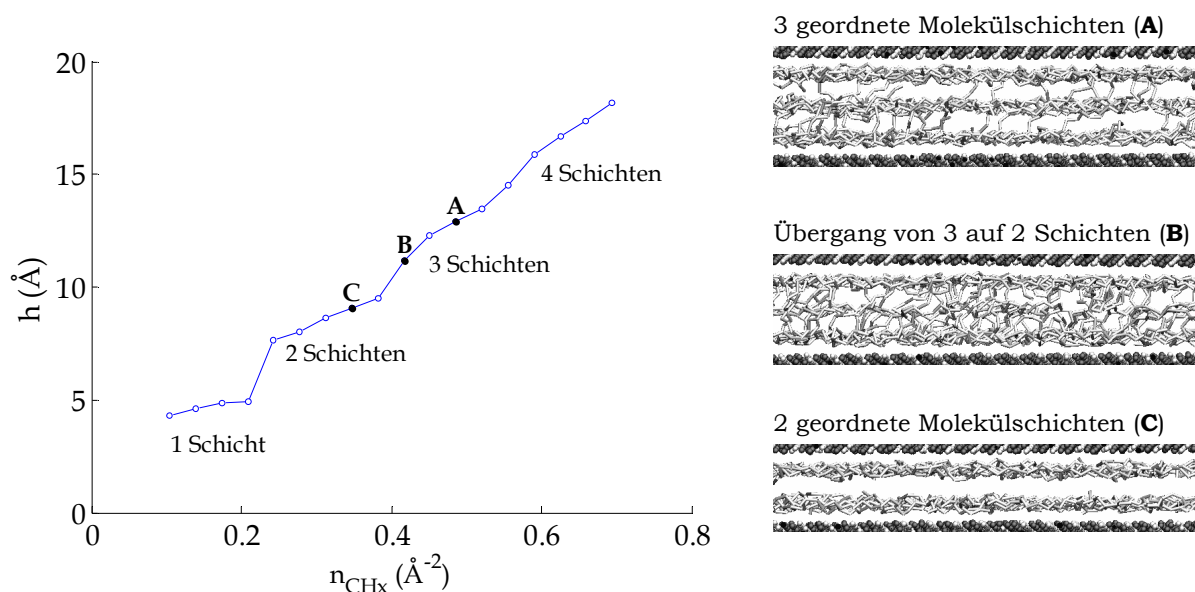 3 geordnete Molekülschichten (A)
20
15
10
5
0
h (Å)
4 Schichten
A
B
3 Schichten
C
2 Schichten
1 Schicht
0
0.2
0.4
0.6
0.8
n_CHx (Å⁻²)
Übergang von 3 auf 2 Schichten (B)
2 geordnete Molekülschichten (C)